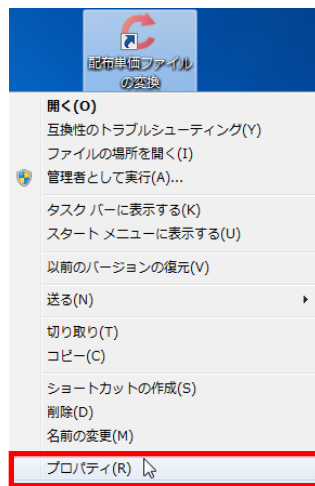 配布単価ファイル
の変換
開く(O)
互換性のトラブルシューティング(Y)
ファイルの場所を開く(I)
管理者として実行(A)...
タスク バーに表示する(K)
スタート メニューに表示する(U)
以前のバージョンの復元(V)
送る(N)
切り取り(T)
コピー(C)
ショートカットの作成(S)
削除(D)
名前の変更(M)
プロパティ(R)